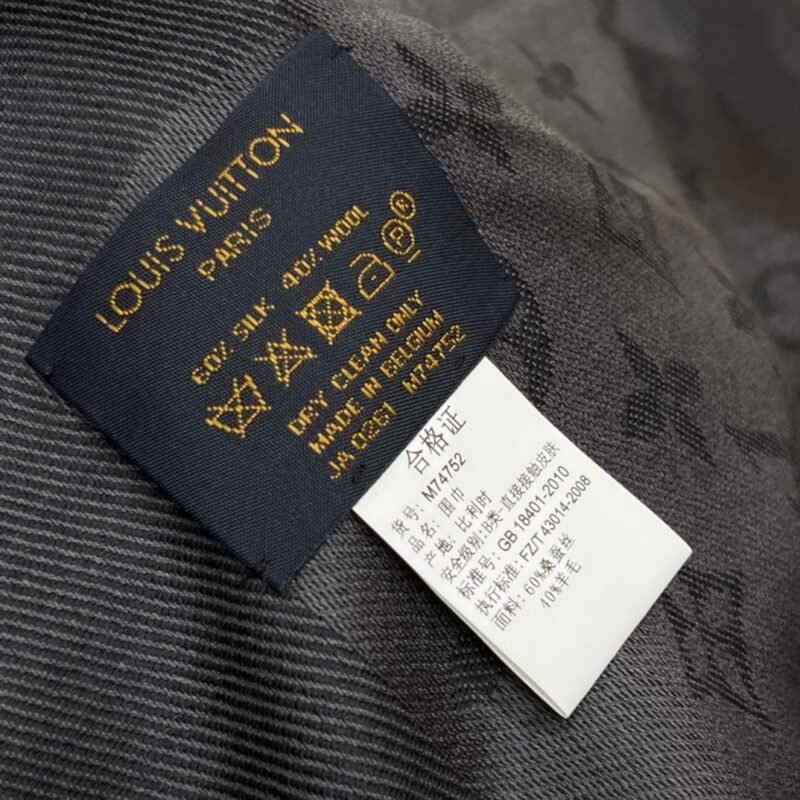 LOUIS VUITTON
PARIS
60% SILK 40% WOOL
P
DRY CLEAN ONLY
MADE IN BELGIUM
JA 0361 M74752
合格证
货号: M74752
品名: 围巾
产地: 比利时
安全级别: B类-直接接触皮肤
标准号: GB 18401-2010
执行标准: FZ/T 43014-2008
面料: 60%桑蚕丝
40%羊毛